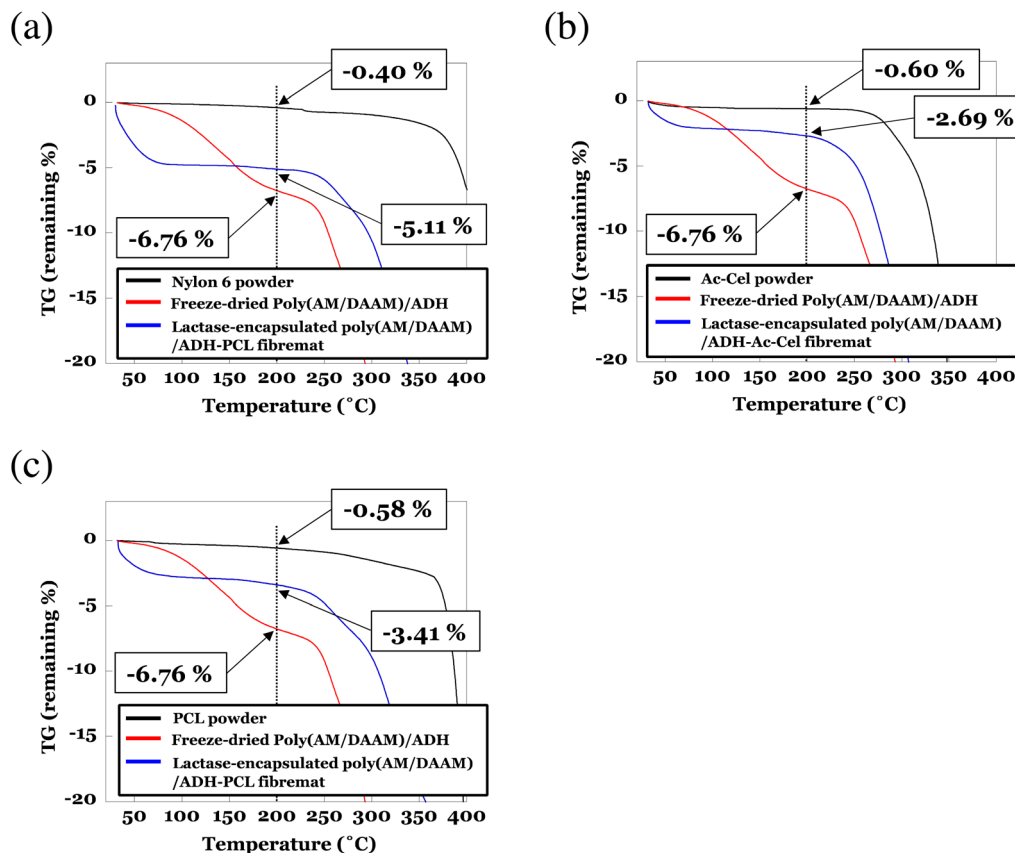 (a)
-0.40 %
0
-5
-10
-15
-20
TG (remaining %)
-6.76 %
-5.11 %
Nylon 6 powder
Freeze-dried Poly(AM/DAAM)/ADH
Lactase-encapsulated poly(AM/DAAM)
/ADH-PCL fibremat
50 100 150 200 250 300 350 400
Temperature (˚C)
(b)
-0.60 %
-2.69 %
0
-5
-10
-15
-20
TG (remaining %)
-6.76 %
Ac-Cel powder
Freeze-dried Poly(AM/DAAM)/ADH
Lactase-encapsulated poly(AM/DAAM)
/ADH-Ac-Cel fibremat
50 100 150 200 250 300 350 400
Temperature (˚C)
(c)
-0.58 %
0
-5
-10
-15
-20
TG (remaining %)
-3.41 %
-6.76 %
PCL powder
Freeze-dried Poly(AM/DAAM)/ADH
Lactase-encapsulated poly(AM/DAAM)
/ADH-PCL fibremat
50 100 150 200 250 300 350 400
Temperature (˚C)